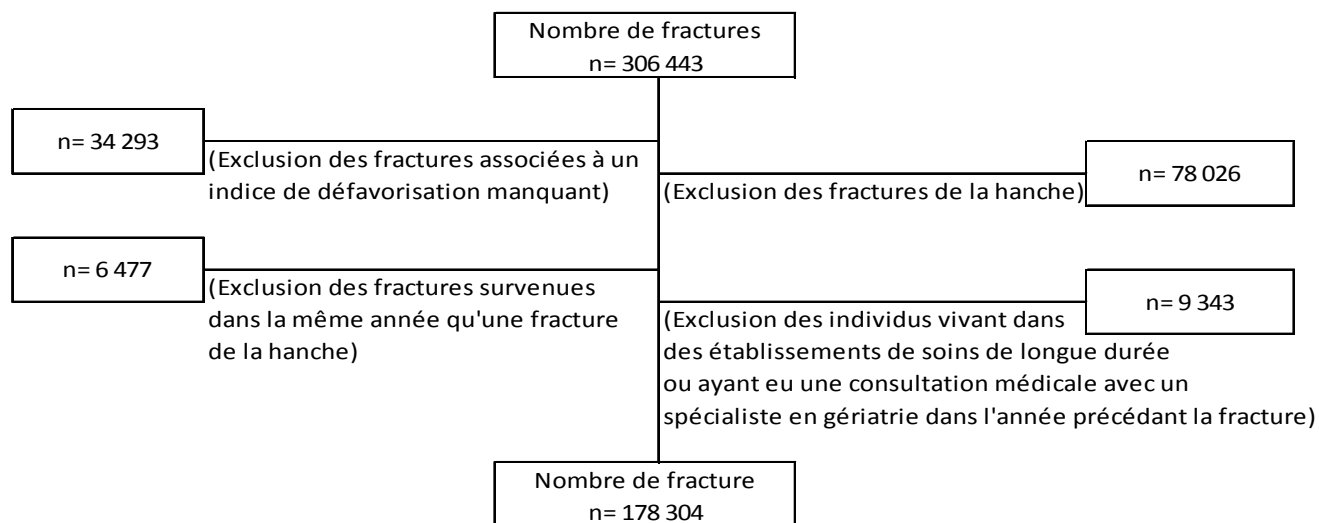 Nombre de fractures
n= 306 443
n= 34 293
(Exclusion des fractures associées à un
indice de défavorisation manquant)
n= 78 026
(Exclusion des fractures de la hanche)
n= 6 477
(Exclusion des fractures survenues
dans la même année qu'une fracture
de la hanche)
n= 9 343
(Exclusion des individus vivant dans
des établissements de soins de longue durée
ou ayant eu une consultation médicale avec un
spécialiste en gériatrie dans l'année précédant la fracture)
Nombre de fracture
n= 178 304